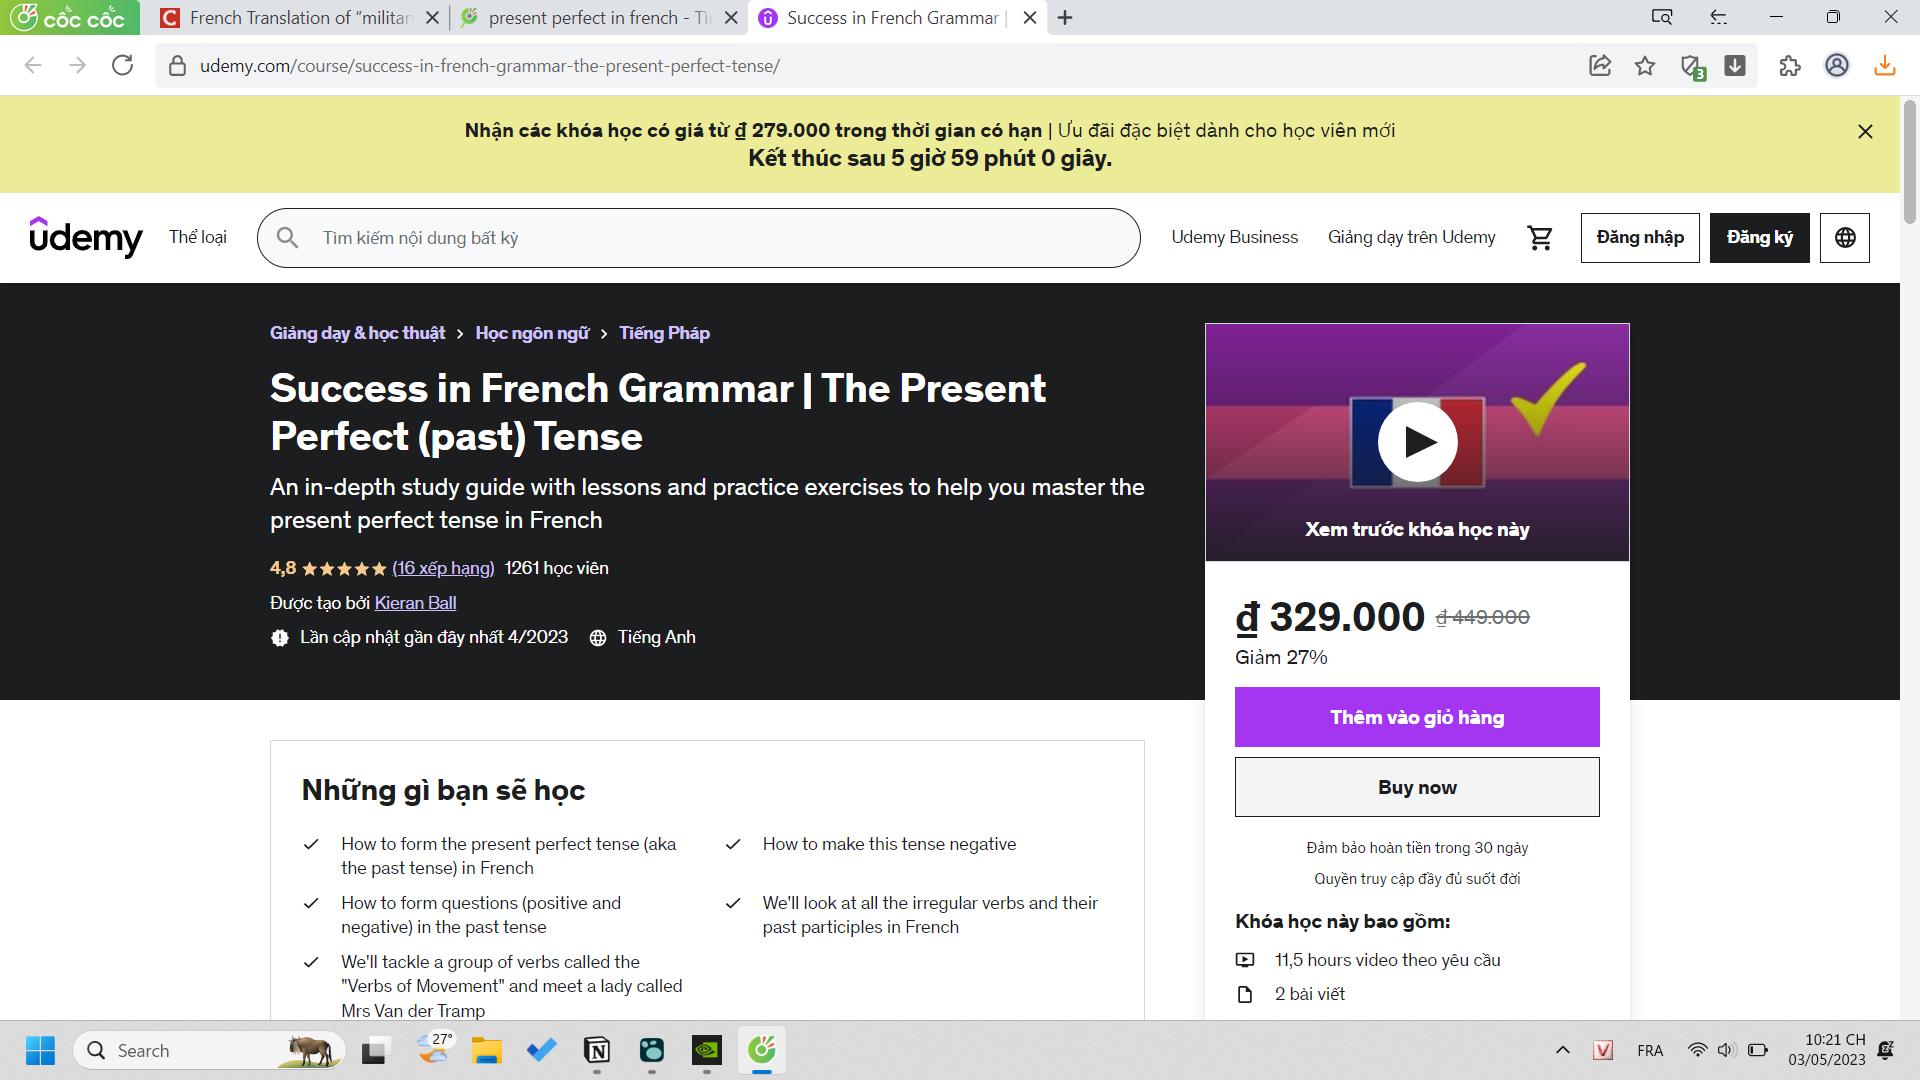 cốc cốc
French Translation of “militar
present perfect in french - Tì
Success in French Grammar |
udemy.com/course/success-in-french-grammar-the-present-perfect-tense/
3
Nhận các khóa học có giá từ ₫ 279.000 trong thời gian có hạn | Ưu đãi đặc biệt dành cho học viên mới
Kết thúc sau 5 giờ 59 phút 0 giây.
udemy
Thể loại
Tìm kiếm nội dung bất kỳ
Udemy Business
Giảng dạy trên Udemy
Đăng nhập
Đăng ký
Giảng dạy & học thuật > Học ngôn ngữ > Tiếng Pháp
Success in French Grammar | The Present
Perfect (past) Tense
An in-depth study guide with lessons and practice exercises to help you master the
present perfect tense in French
4,8 (16 xếp hạng) 1261 học viên
Được tạo bởi Kieran Ball
Lần cập nhật gần đây nhất 4/2023 Tiếng Anh
Xem trước khóa học này
₫ 329.000 ₫ 449.000
Giảm 27%
Thêm vào giỏ hàng
Buy now
Đảm bảo hoàn tiền trong 30 ngày
Quyền truy cập đầy đủ suốt đời
Khóa học này bao gồm:
11,5 hours video theo yêu cầu
2 bài viết
Những gì bạn sẽ học
How to form the present perfect tense (aka
the past tense) in French
How to make this tense negative
How to form questions (positive and
negative) in the past tense
We'll look at all the irregular verbs and their
past participles in French
We'll tackle a group of verbs called the
"Verbs of Movement" and meet a lady called
Mrs Van der Tramp
Search
27°
FRA
10:21 CH
03/05/2023